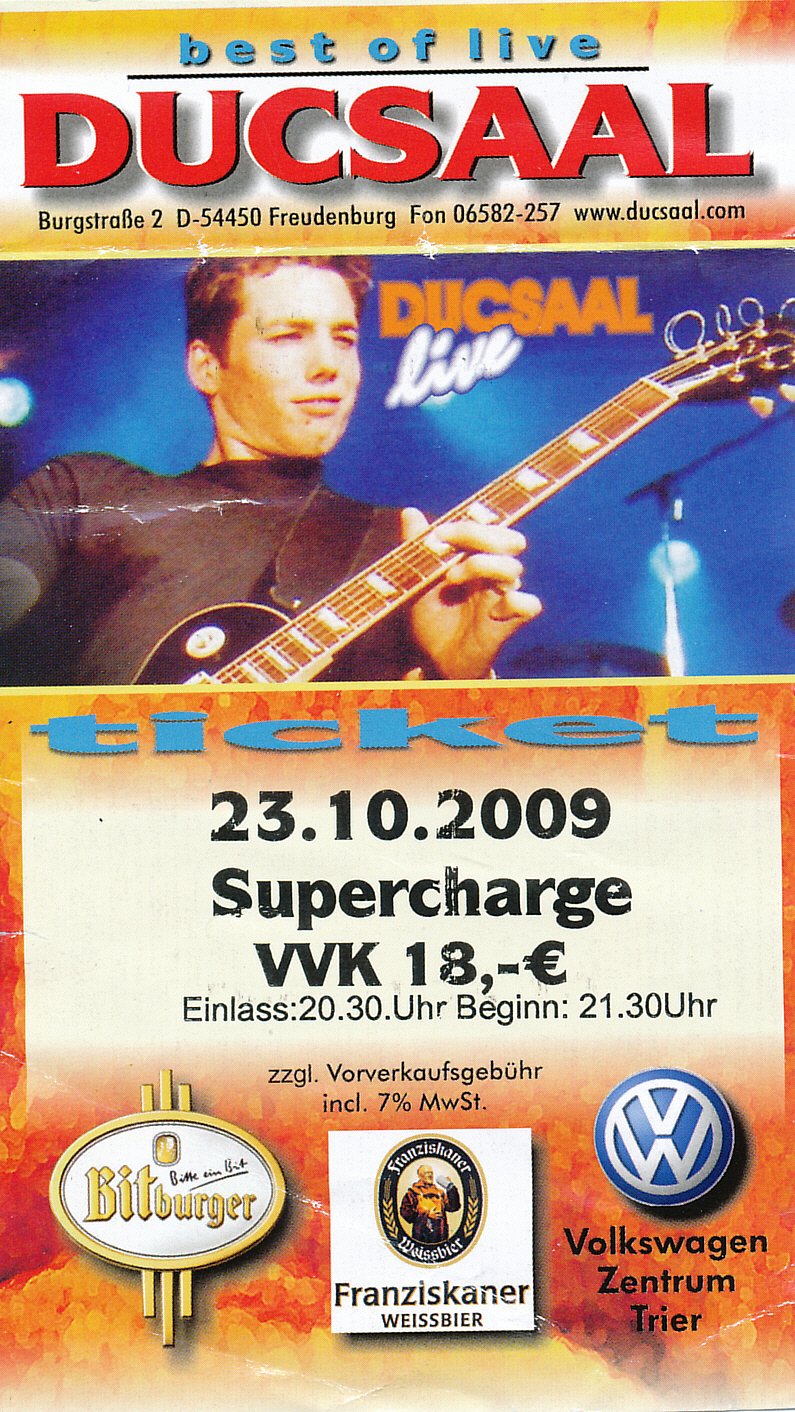 best of live
DUCSAAL
Burgstraße 2 D-54450 Freudenburg Fon 06582-257 www.ducsaal.com
DUCSAAL
live
ticket
23.10.2009
Supercharge
VVK 18,-€
Einlass:20.30.Uhr Beginn: 21.30Uhr
zzgl. Vorverkaufsgebühr
incl. 7% MwSt.
Bitte ein Bit
Bitburger
Franziskaner
Weissbier
Franziskaner
WEISSBIER
Volkswagen
Zentrum
Trier